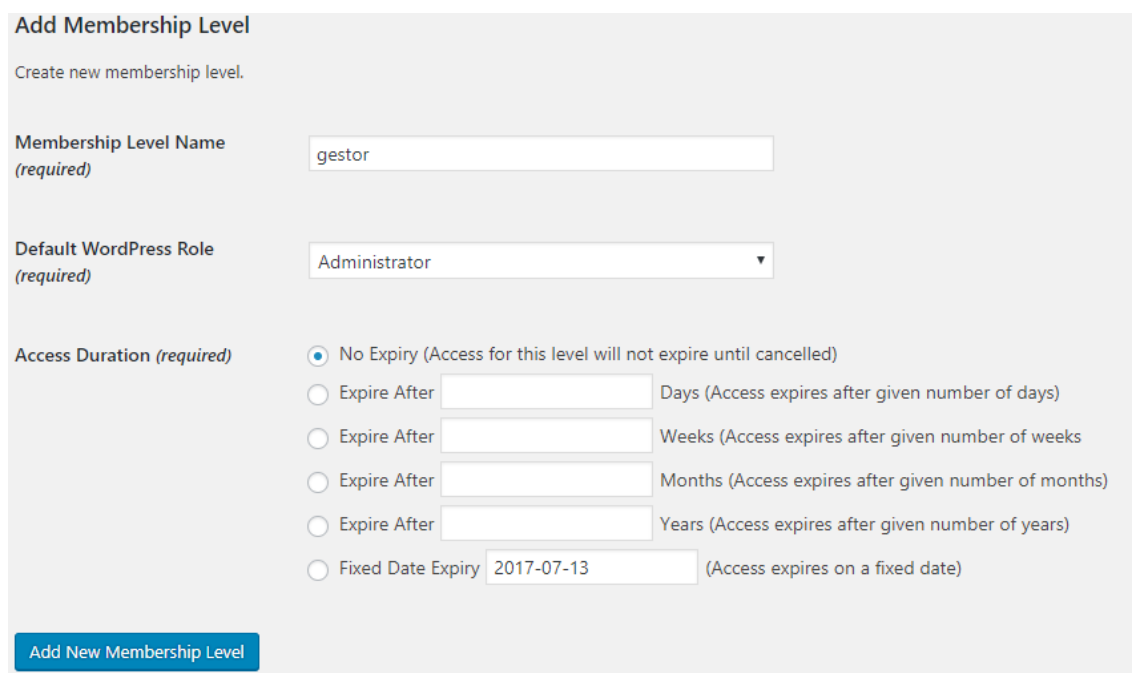 Add Membership Level
Create new membership level.
Membership Level Name
(required)
gestor
Default WordPress Role
(required)
Administrator
Access Duration (required)
No Expiry (Access for this level will not expire until cancelled)
Expire After Days (Access expires after given number of days)
Expire After Weeks (Access expires after given number of weeks
Expire After Months (Access expires after given number of months)
Expire After Years (Access expires after given number of years)
Fixed Date Expiry 2017-07-13 (Access expires on a fixed date)
Add New Membership Level